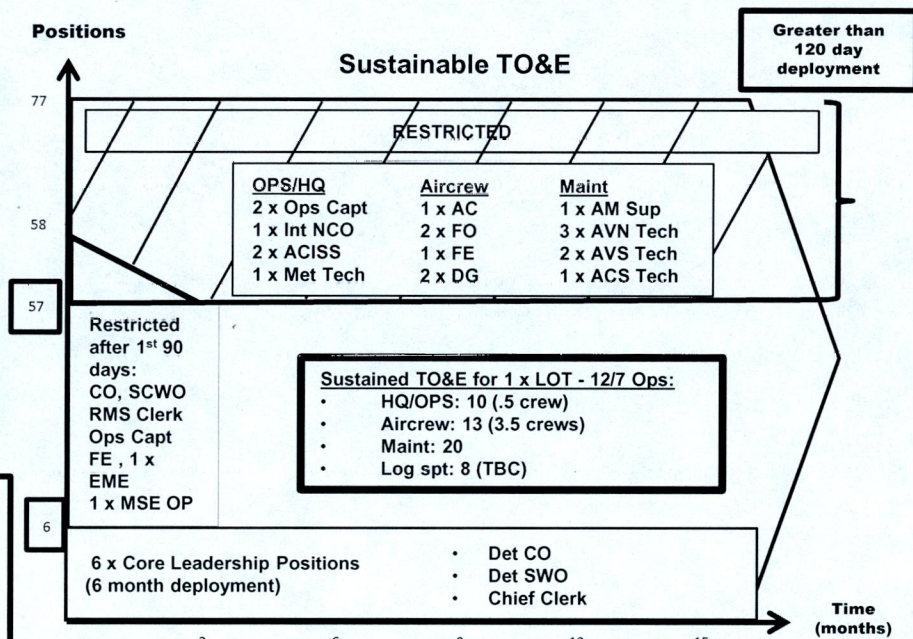 Positions
Sustainable TO&E
Greater than
120 day
deployment
77
RESTRICTED
OPS/HQ
2 x Ops Capt
1 x Int NCO
2 x ACISS
1 x Met Tech
Aircrew
1 x AC
2 x FO
1 x FE
2 x DG
Maint
1 x AM Sup
3 x AVN Tech
2 x AVS Tech
1 x ACS Tech
58
57
Restricted
after 1st 90
days:
CO, SCWO
RMS Clerk
Ops Capt
FE , 1 x
EME
1 x MSE OP
Sustained TO&E for 1 x LOT - 12/7 Ops:
• HQ/OPS: 10 (.5 crew)
• Aircrew: 13 (3.5 crews)
• Maint: 20
• Log spt: 8 (TBC)
6
6 x Core Leadership Positions
(6 month deployment)
• Det CO
• Det SWO
• Chief Clerk
Time
(months)